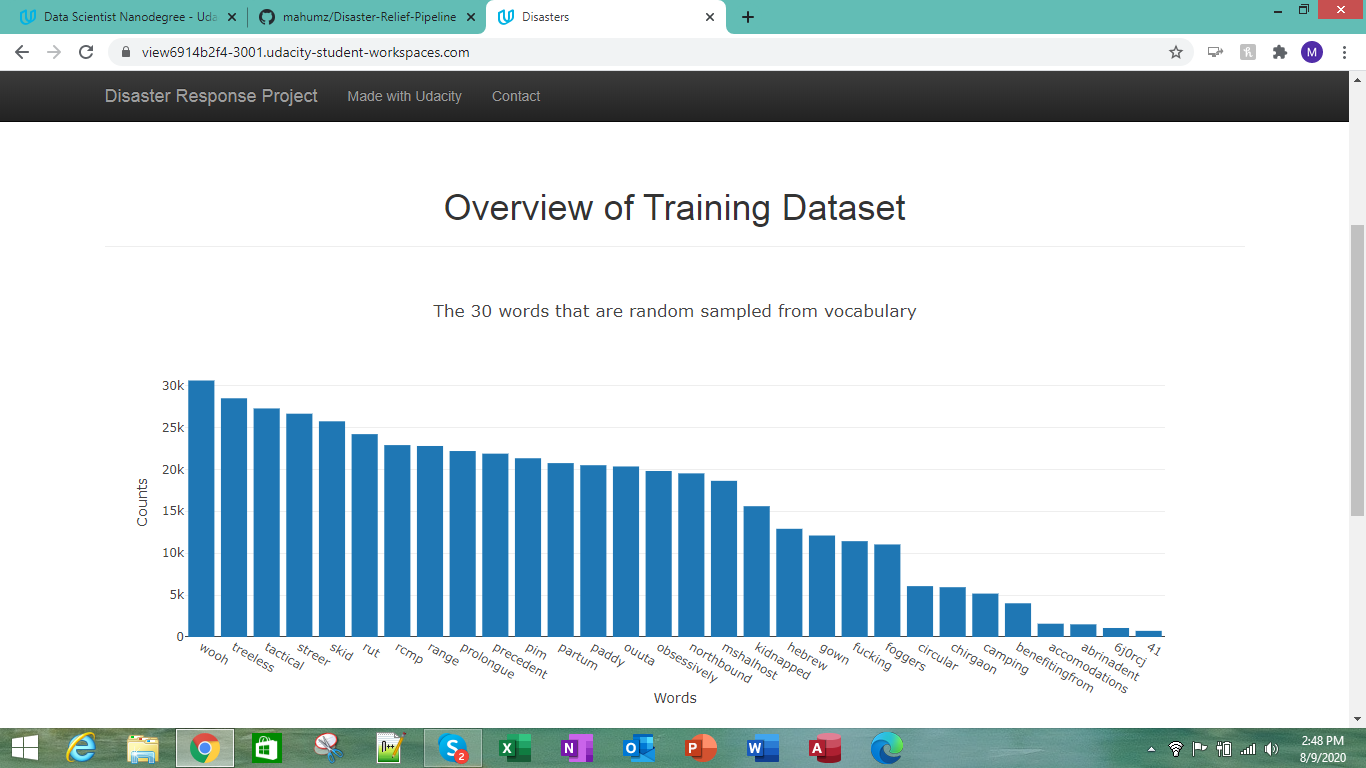 Data Scientist Nanodegree - Uda
mahumz/Disaster-Relief-Pipeline
Disasters
view6914b2f4-3001.udacity-student-workspaces.com
M
Disaster Response Project
Made with Udacity
Contact
Overview of Training Dataset
The 30 words that are random sampled from vocabulary
30k
25k
20k
15k
10k
5k
0
Counts
wooh
treeless
tactical
streer
skid
rut
rcmp
range
prolongue
precedent
pim
partum
paddy
ouuta
obsessively
northbound
mshalhost
kidnapped
hebrew
gown
fucking
foggers
circular
chirgaon
camping
benefitingfrom
accomodations
abrinadent
6j0rcj
41
Words
2
2:48 PM
8/9/2020